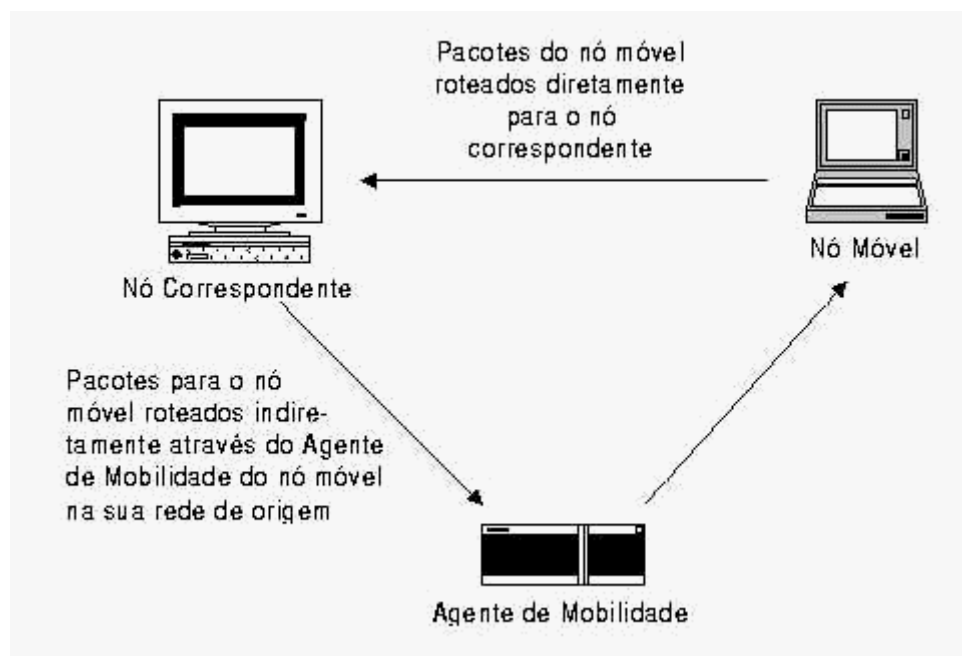 Pacotes do nó móvel
roteados diretamente
para o nó
correspondente
Nó Móvel
Nó Correspondente
Pacotes para o nó
móvel roteados indire-
tamente através do Agente
de Mobilidade do nó móvel
na sua rede de origem
Agente de Mobilidade